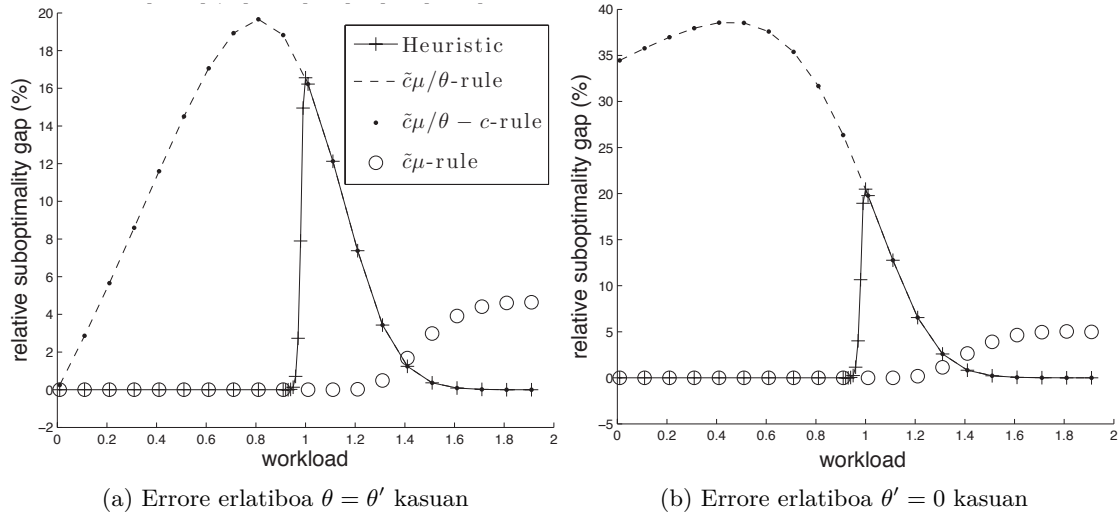 20
18
16
14
12
10
8
6
4
2
0
−2
relative suboptimality gap (%)
Heuristic
c̃μ/θ-rule
c̃μ/θ − c-rule
c̃μ-rule
0 0.2 0.4 0.6 0.8 1 1.2 1.4 1.6 1.8 2
workload
(a) Errore erlatiboa θ = θ′ kasuan
40
35
30
25
20
15
10
5
0
−5
relative suboptimality gap (%)
0 0.2 0.4 0.6 0.8 1 1.2 1.4 1.6 1.8 2
workload
(b) Errore erlatiboa θ′ = 0 kasuan